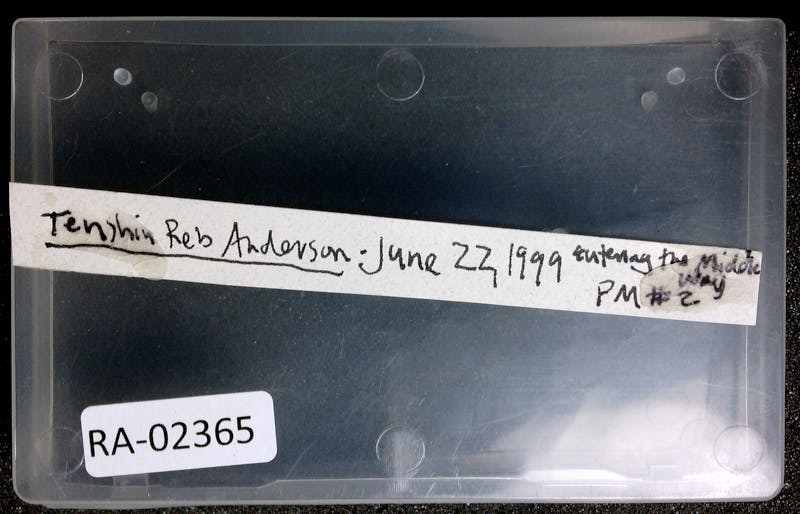 Tenshin Reb Anderson: June 22, 1999 Entering the Middle
Way
PM #2
RA-02365